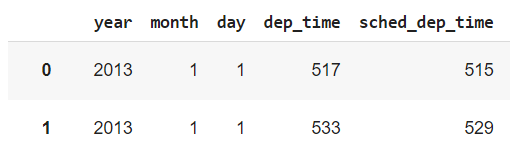 year month day dep_time sched_dep_time
0 2013 1 1 517 515
1 2013 1 1 533 529